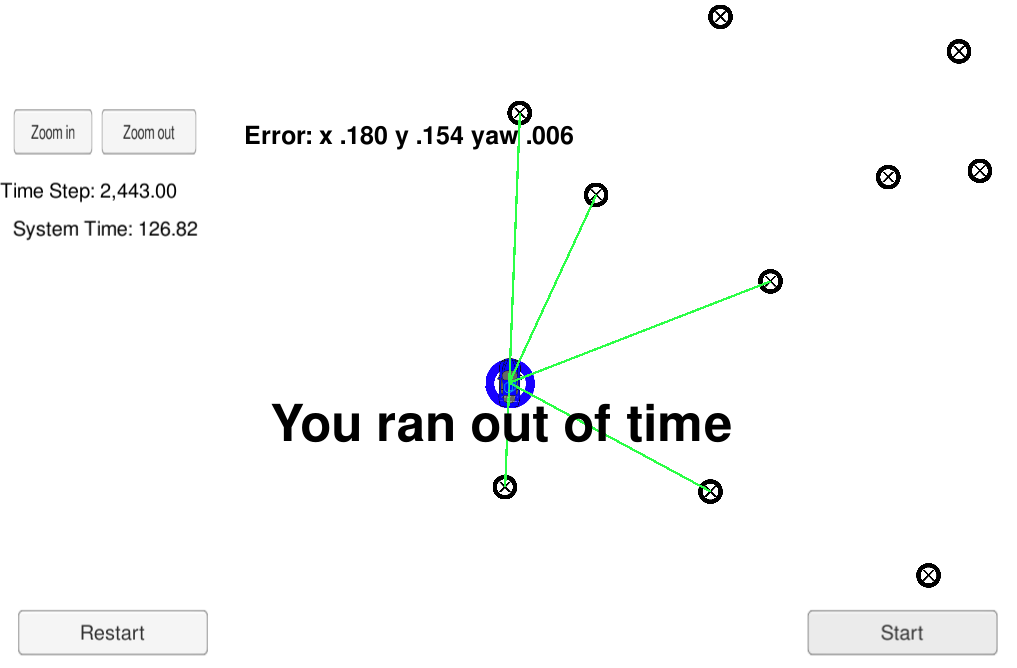 Zoom in
Zoom out
Error: x .180 y .154 yaw .006
Time Step: 2,443.00
System Time: 126.82
You ran out of time
Restart
Start